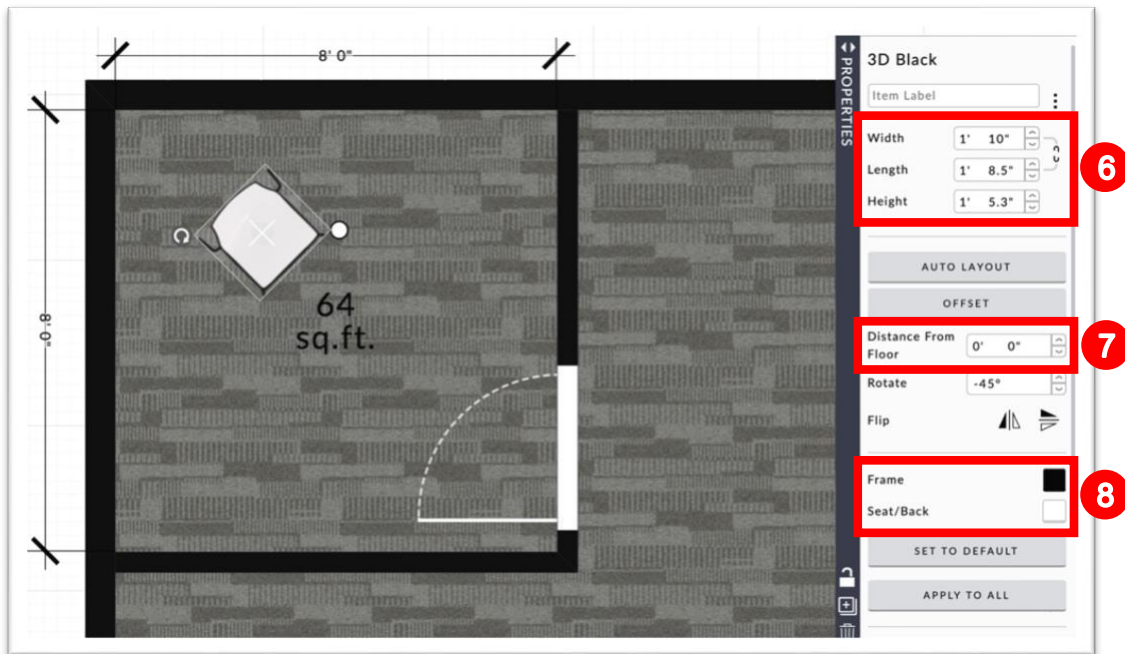 8' 0"
8' 0"
64
sq.ft.
PROPERTIES
3D Black
Item Label
Width 1' 10"
Length 1' 8.5"
Height 1' 5.3"
6
AUTO LAYOUT
OFFSET
Distance From
Floor 0' 0"
7
Rotate -45°
Flip
Frame
Seat/Back
8
SET TO DEFAULT
APPLY TO ALL